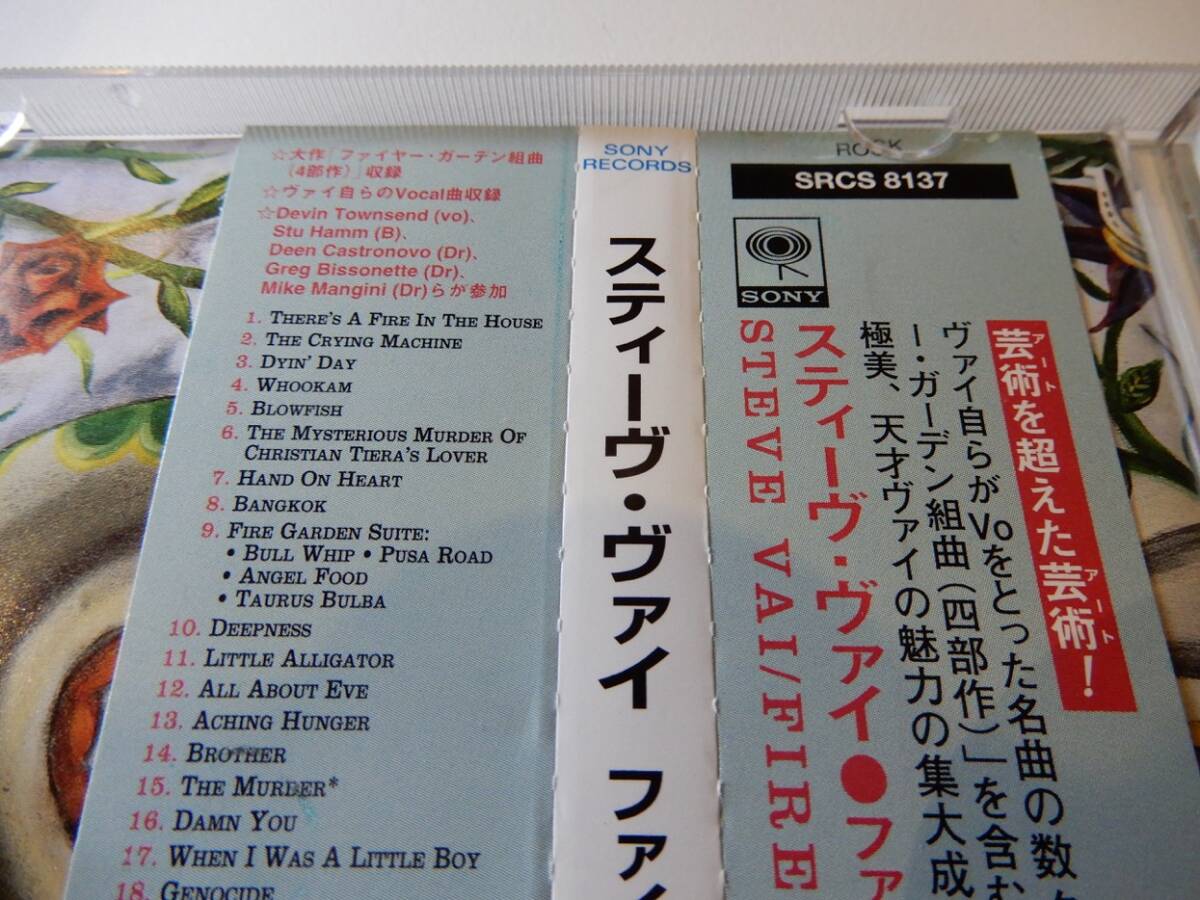 ☆大作「ファイヤー・ガーデン組曲
(4部作)」収録
☆ヴァイ自らのVocal曲収録
☆Devin Townsend (vo)、
Stu Hamm (B)、
Deen Castronovo (Dr)、
Greg Bissonette (Dr)、
Mike Mangini (Dr)らが参加
1. THERE'S A FIRE IN THE HOUSE
2. THE CRYING MACHINE
3. DYIN' DAY
4. WHOOKAM
5. BLOWFISH
6. THE MYSTERIOUS MURDER OF
CHRISTIAN TIERA'S LOVER
7. HAND ON HEART
8. BANGKOK
9. FIRE GARDEN SUITE:
• BULL WHIP • PUSA ROAD
• ANGEL FOOD
• TAURUS BULBA
10. DEEPNESS
11. LITTLE ALLIGATOR
12. ALL ABOUT EVE
13. ACHING HUNGER
14. BROTHER
15. THE MURDER*
16. DAMN YOU
17. WHEN I WAS A LITTLE BOY
18. GENOCIDE
SONY
RECORDS
スティーヴ・ヴァイ ファイ
ROCK
SRCS 8137
SONY
芸術を超えた芸術!
アート アート
ヴァイ自らがVoをとった名曲の数々
ー・ガーデン組曲(四部作)」を含む
極美、天才ヴァイの魅力の集大成
スティーヴ・ヴァイ●ファ
STEVE VAI/FIRE